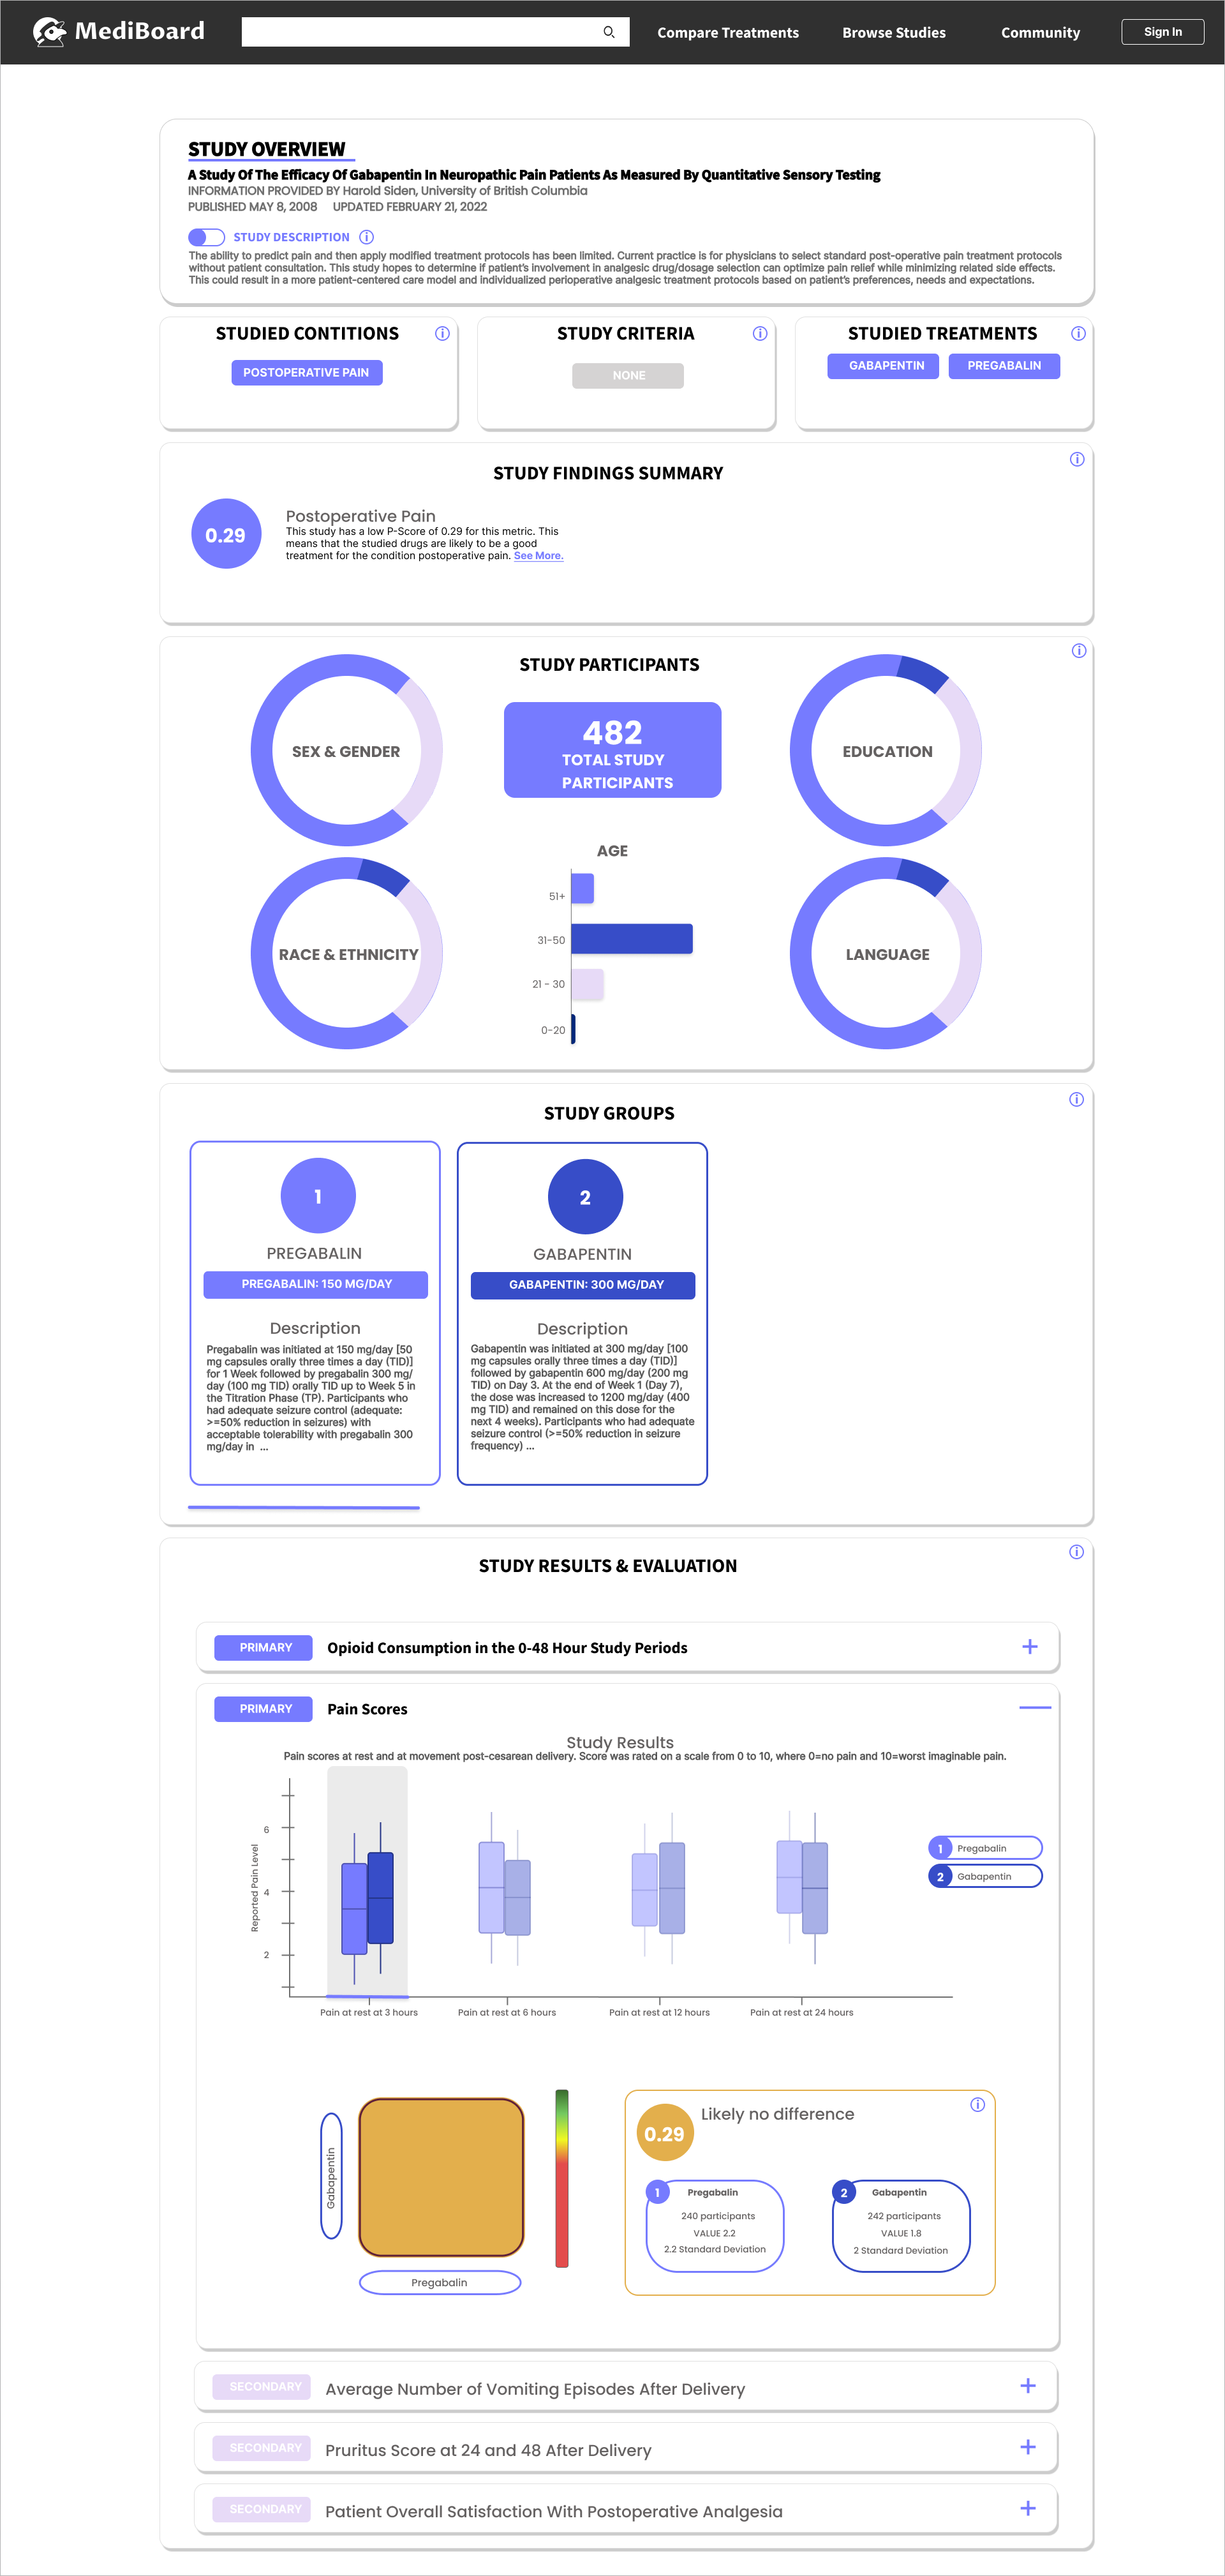 MediBoard
Compare Treatments
Browse Studies
Community
Sign In
STUDY OVERVIEW
A Study Of The Efficacy Of Gabapentin In Neuropathic Pain Patients As Measured By Quantitative Sensory Testing
INFORMATION PROVIDED BY Harold Siden, University of British Columbia
PUBLISHED MAY 8, 2008 UPDATED FEBRUARY 21, 2022
STUDY DESCRIPTION
The ability to predict pain and then apply modified treatment protocols has been limited. Current practice is for physicians to select standard post-operative pain treatment protocols
without patient consultation. This study hopes to determine if patient's involvement in analgesic drug/dosage selection can optimize pain relief while minimizing related side effects.
This could result in a more patient-centered care model and individualized perioperative analgesic treatment protocols based on patient's preferences, needs and expectations.
STUDIED CONTITIONS
POSTOPERATIVE PAIN
STUDY CRITERIA
NONE
STUDIED TREATMENTS
GABAPENTIN
PREGABALIN
STUDY FINDINGS SUMMARY
0.29
Postoperative Pain
This study has a low P-Score of 0.29 for this metric. This
means that the studied drugs are likely to be a good
treatment for the condition postoperative pain. See More.
STUDY PARTICIPANTS
SEX & GENDER
482
TOTAL STUDY
PARTICIPANTS
EDUCATION
RACE & ETHNICITY
AGE
51+
31-50
21 - 30
0-20
LANGUAGE
STUDY GROUPS
1
PREGABALIN
PREGABALIN: 150 MG/DAY
Description
Pregabalin was initiated at 150 mg/day [50
mg capsules orally three times a day (TID)]
for 1 Week followed by pregabalin 300 mg/
day (100 mg TID) orally TID up to Week 5 in
the Titration Phase (TP). Participants who
had adequate seizure control (adequate:
>=50% reduction in seizures) with
acceptable tolerability with pregabalin 300
mg/day in ...
2
GABAPENTIN
GABAPENTIN: 300 MG/DAY
Description
Gabapentin was initiated at 300 mg/day [100
mg capsules orally three times a day (TID)]
followed by gabapentin 600 mg/day (200 mg
TID) on Day 3. At the end of Week 1 (Day 7),
the dose was increased to 1200 mg/day (400
mg TID) and remained on this dose for the
next 4 weeks). Participants who had adequate
seizure control (>=50% reduction in seizure
frequency) ...
STUDY RESULTS & EVALUATION
PRIMARY
Opioid Consumption in the 0-48 Hour Study Periods
PRIMARY
Pain Scores
Study Results
Pain scores at rest and at movement post-cesarean delivery. Score was rated on a scale from 0 to 10, where 0=no pain and 10=worst imaginable pain.
Reported Pain Level
6
4
2
Pain at rest at 3 hours
Pain at rest at 6 hours
Pain at rest at 12 hours
Pain at rest at 24 hours
1 Pregabalin
2 Gabapentin
Gabapentin
Pregabalin
0.29
Likely no difference
1
Pregabalin
240 participants
VALUE 2.2
2.2 Standard Deviation
2
Gabapentin
242 participants
VALUE 1.8
2 Standard Deviation
SECONDARY
Average Number of Vomiting Episodes After Delivery
SECONDARY
Pruritus Score at 24 and 48 After Delivery
SECONDARY
Patient Overall Satisfaction With Postoperative Analgesia